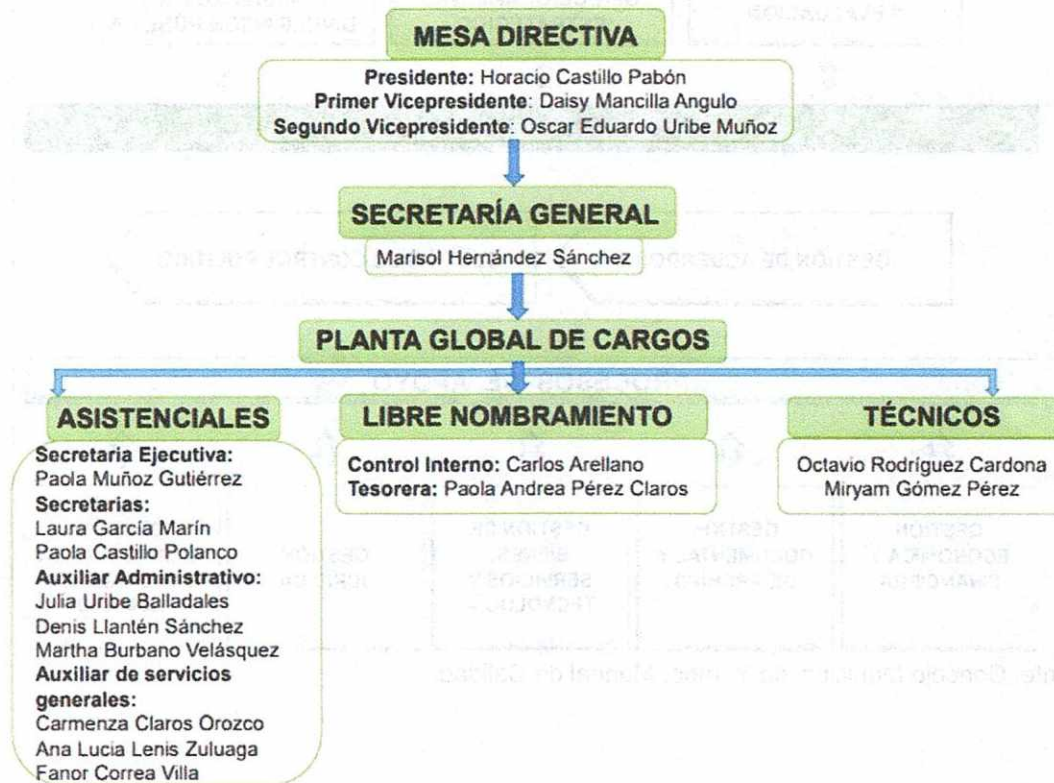 MESA DIRECTIVA
Presidente: Horacio Castillo Pabón
Primer Vicepresidente: Daisy Mancilla Angulo
Segundo Vicepresidente: Oscar Eduardo Uribe Muñoz
SECRETARÍA GENERAL
Marisol Hernández Sánchez
PLANTA GLOBAL DE CARGOS
ASISTENCIALES
Secretaria Ejecutiva:
Paola Muñoz Gutiérrez
Secretarias:
Laura García Marín
Paola Castillo Polanco
Auxiliar Administrativo:
Julia Uribe Balladales
Denis Llantén Sánchez
Martha Burbano Velásquez
Auxiliar de servicios
generales:
Carmenza Claros Orozco
Ana Lucia Lenis Zuluaga
Fanor Correa Villa
LIBRE NOMBRAMIENTO
Control Interno: Carlos Arellano
Tesorera: Paola Andrea Pérez Claros
TÉCNICOS
Octavio Rodríguez Cardona
Miryam Gómez Pérez